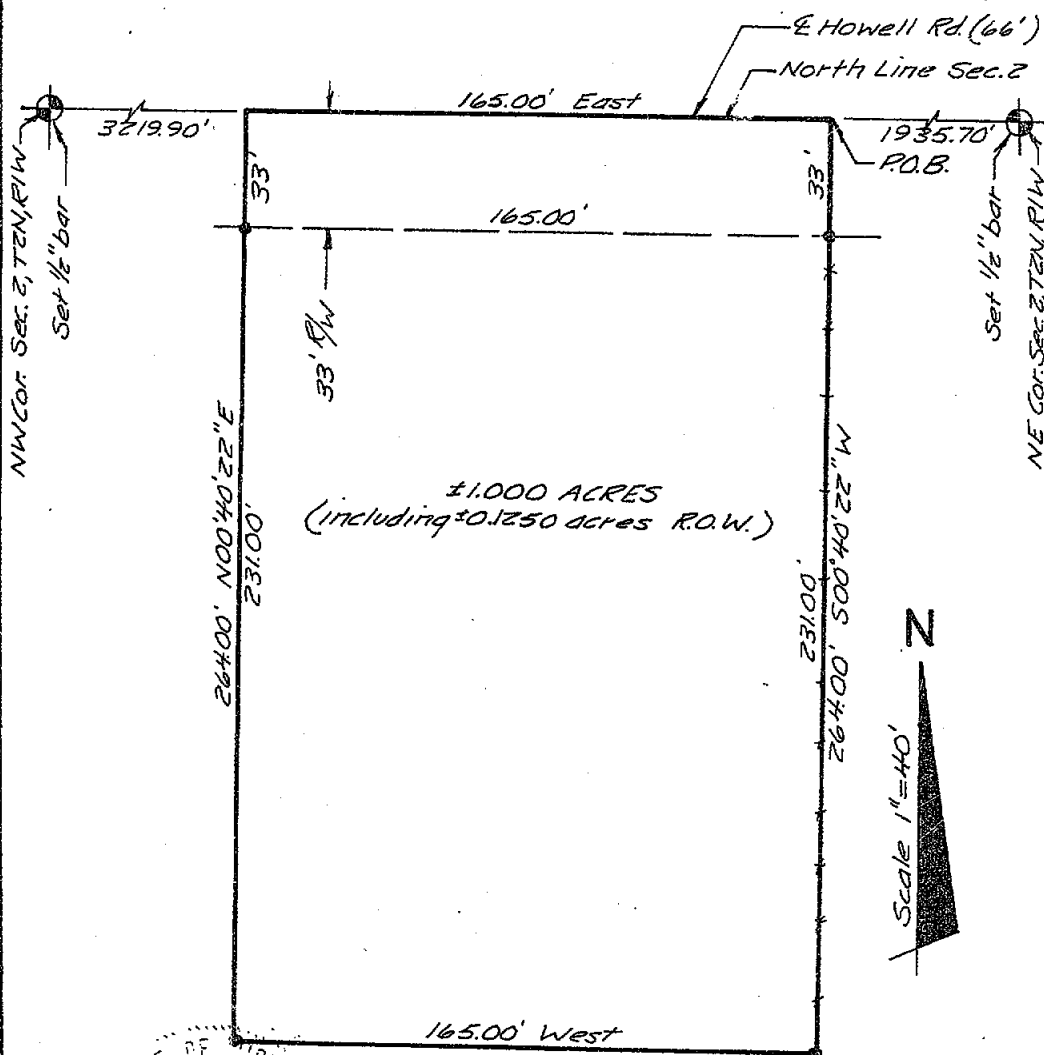 ℄ Howell Rd. (66')
North Line Sec. 2
165.00' East
3219.90'
1935.70'
P.O.B.
NW Cor. Sec. 2, T2N, R1W
Set 1/2" bar
33'
33'
Set 1/2" bar
NE Cor. Sec. 2, T2N, R1W
165.00'
33' R/W
264.00' N00°40'22"E
231.00'
±1.000 ACRES
(including ±0.1250 acres R.O.W.)
231.00'
264.00' S00°40'22"W
N
Scale 1"=40'
165.00' West